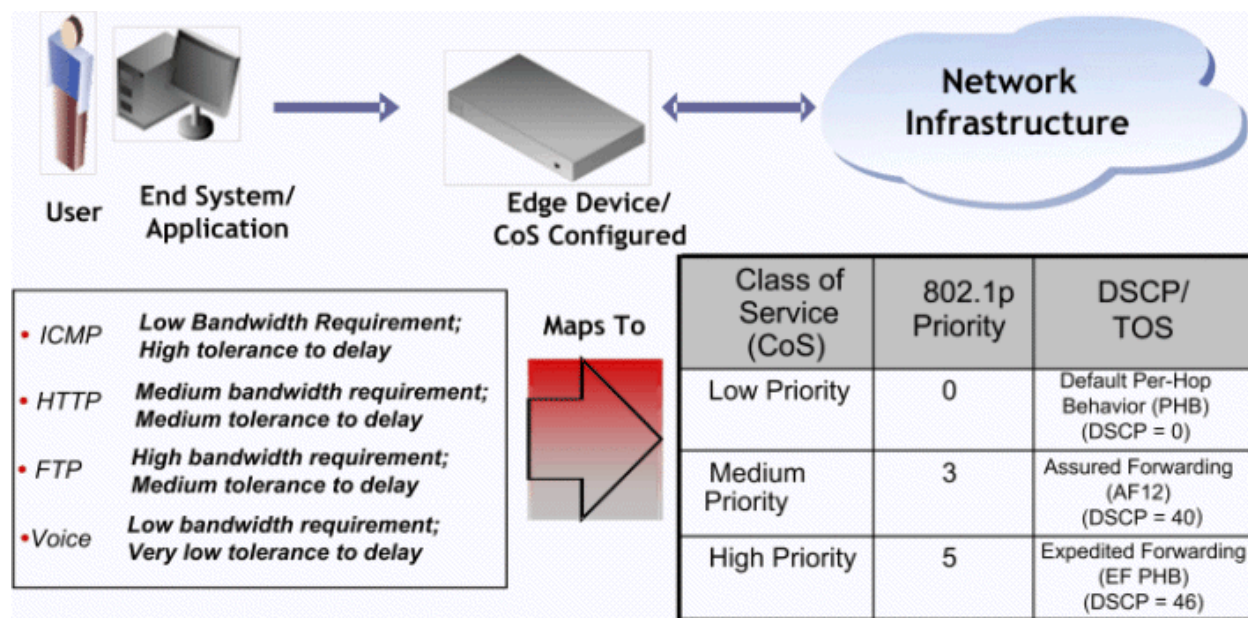 User
End System/
Application
Edge Device/
CoS Configured
Network
Infrastructure
• ICMP Low Bandwidth Requirement;
High tolerance to delay
• HTTP Medium bandwidth requirement;
Medium tolerance to delay
• FTP High bandwidth requirement;
Medium tolerance to delay
•Voice Low bandwidth requirement;
Very low tolerance to delay
Maps To
Class of
Service
(CoS)
802.1p
Priority
DSCP/
TOS
Low Priority
0
Default Per-Hop
Behavior (PHB)
(DSCP = 0)
Medium
Priority
3
Assured Forwarding
(AF12)
(DSCP = 40)
High Priority
5
Expedited Forwarding
(EF PHB)
(DSCP = 46)